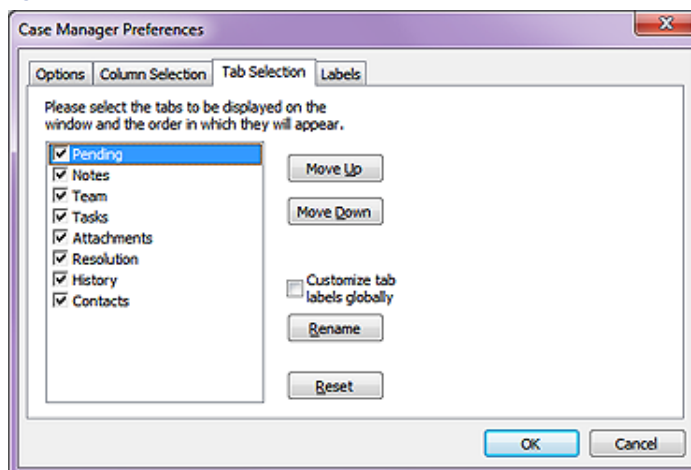 Case Manager Preferences
Options Column Selection Tab Selection Labels
Please select the tabs to be displayed on the
window and the order in which they will appear.
Pending
Notes
Team
Tasks
Attachments
Resolution
History
Contacts
Move Up
Move Down
Customize tab
labels globally
Rename
Reset
OK Cancel